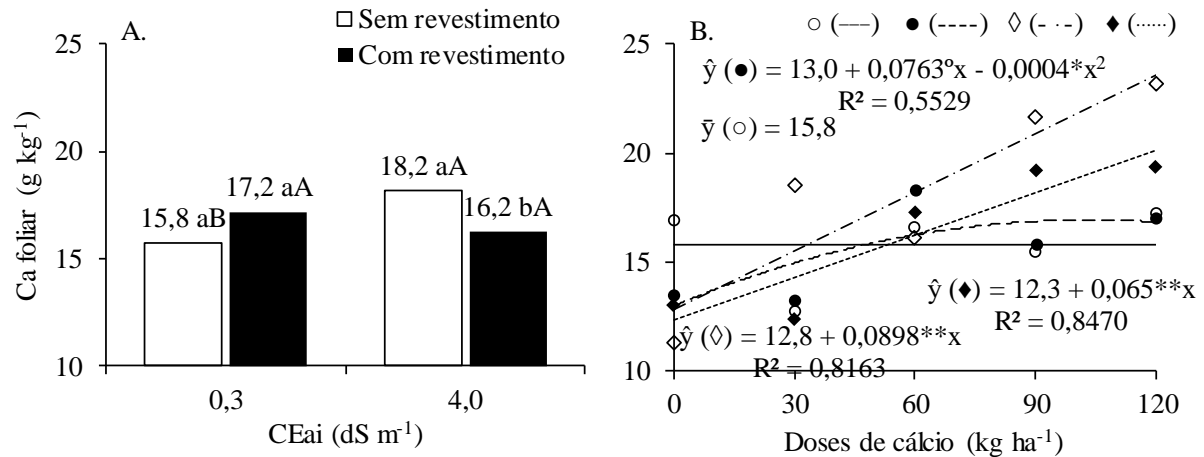 A.
Sem revestimento
Com revestimento
Ca foliar (g kg⁻¹)
25
20
15
10
15,8 aB
17,2 aA
18,2 aA
16,2 bA
0,3
4,0
CEai (dS m⁻¹)
B.
○ (−−−) ● (----) ◇ (- · -) ◆ (······)
ŷ (●) = 13,0 + 0,0763ºx - 0,0004*x²
R² = 0,5529
ȳ (○) = 15,8
ŷ (◆) = 12,3 + 0,065**x
R² = 0,8470
ŷ (◇) = 12,8 + 0,0898**x
R² = 0,8163
25
20
15
10
0
30
60
90
120
Doses de cálcio (kg ha⁻¹)